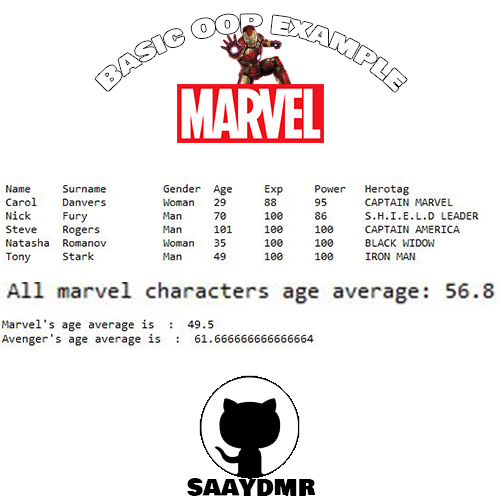 BASIC OOP EXAMPLE
MARVEL
Name Surname Gender Age Exp Power Herotag
Carol Danvers Woman 29 88 95 CAPTAIN MARVEL
Nick Fury Man 70 100 86 S.H.I.E.L.D LEADER
Steve Rogers Man 101 100 100 CAPTAIN AMERICA
Natasha Romanov Woman 35 100 100 BLACK WIDOW
Tony Stark Man 49 100 100 IRON MAN
All marvel characters age average: 56.8
Marvel's age average is : 49.5
Avenger's age average is : 61.666666666666664
SAAYDMR